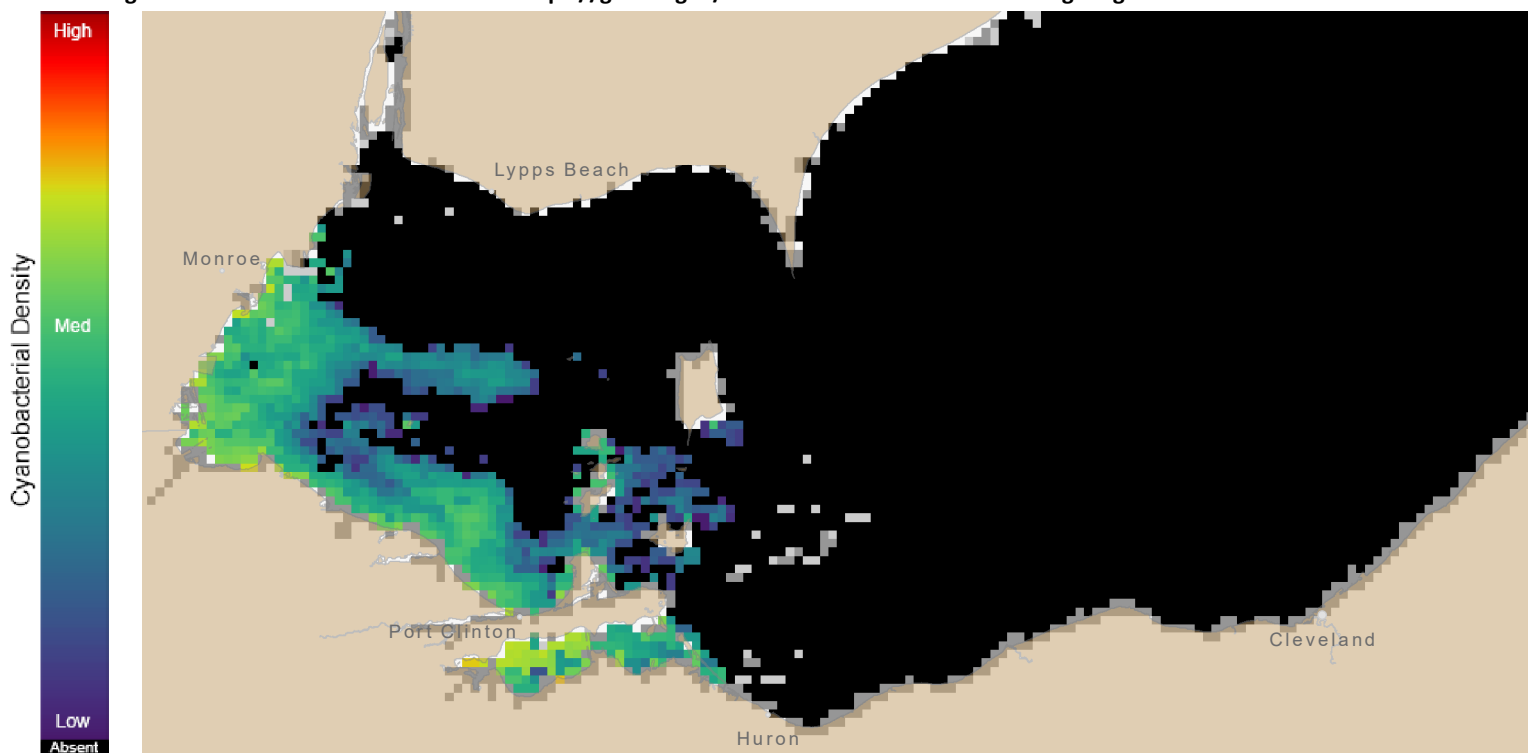 High
Med
Low
Absent
Cyanobacterial Density
Lypps Beach
Monroe
Port Clinton
Cleveland
Huron